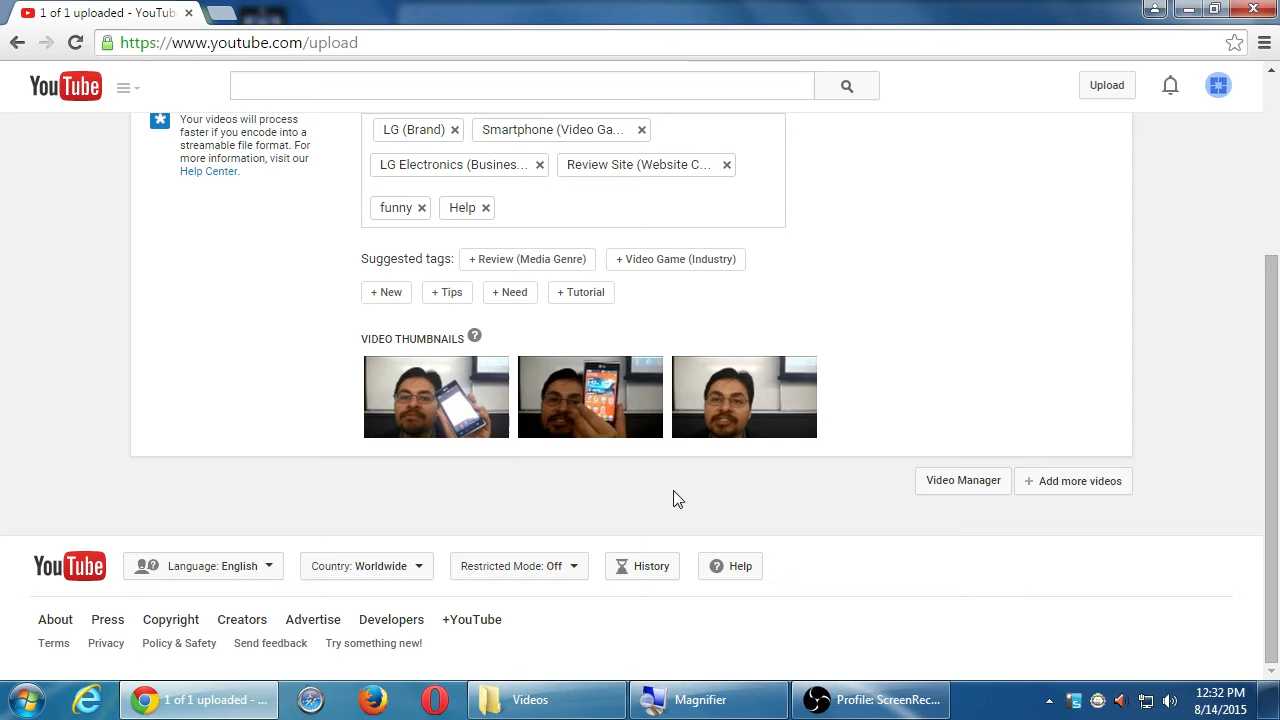 1 of 1 uploaded - YouTub
https://www.youtube.com/upload
YouTube
Upload
Your videos will process
faster if you encode into a
streamable file format. For
more information, visit our
Help Center.
LG (Brand) Smartphone (Video Ga...
LG Electronics (Busines... Review Site (Website C...
funny Help
Suggested tags: + Review (Media Genre) + Video Game (Industry)
+ New + Tips + Need + Tutorial
VIDEO THUMBNAILS ?
Video Manager + Add more videos
YouTube Language: English Country: Worldwide Restricted Mode: Off History Help
About Press Copyright Creators Advertise Developers +YouTube
Terms Privacy Policy & Safety Send feedback Try something new!
1 of 1 uploaded - ... Videos Magnifier Profile: ScreenRec... 12:32 PM
8/14/2015